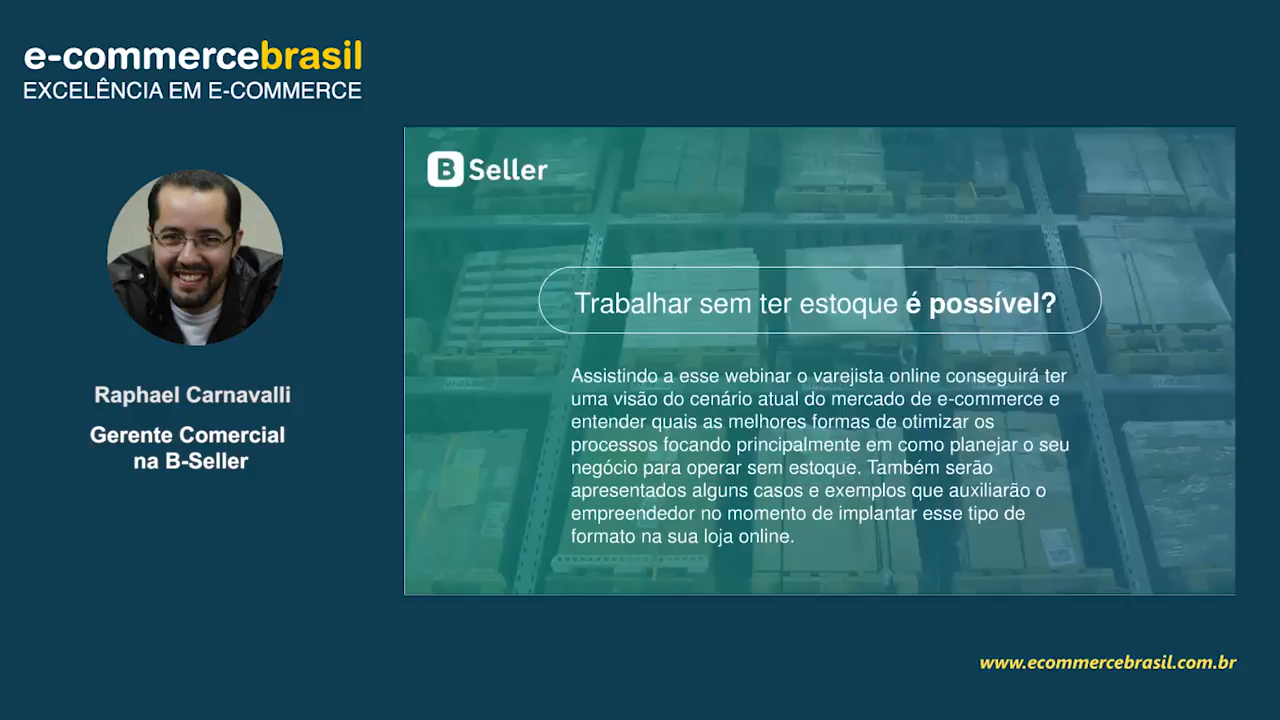 e-commercebrasil
EXCELÊNCIA EM E-COMMERCE
B Seller
Trabalhar sem ter estoque é possível?
Assistindo a esse webinar o varejista online conseguirá ter
uma visão do cenário atual do mercado de e-commerce e
entender quais as melhores formas de otimizar os
processos focando principalmente em como planejar o seu
negócio para operar sem estoque. Também serão
apresentados alguns casos e exemplos que auxiliarão o
empreendedor no momento de implantar esse tipo de
formato na sua loja online.
Raphael Carnavalli
Gerente Comercial
na B-Seller
www.ecommercebrasil.com.br